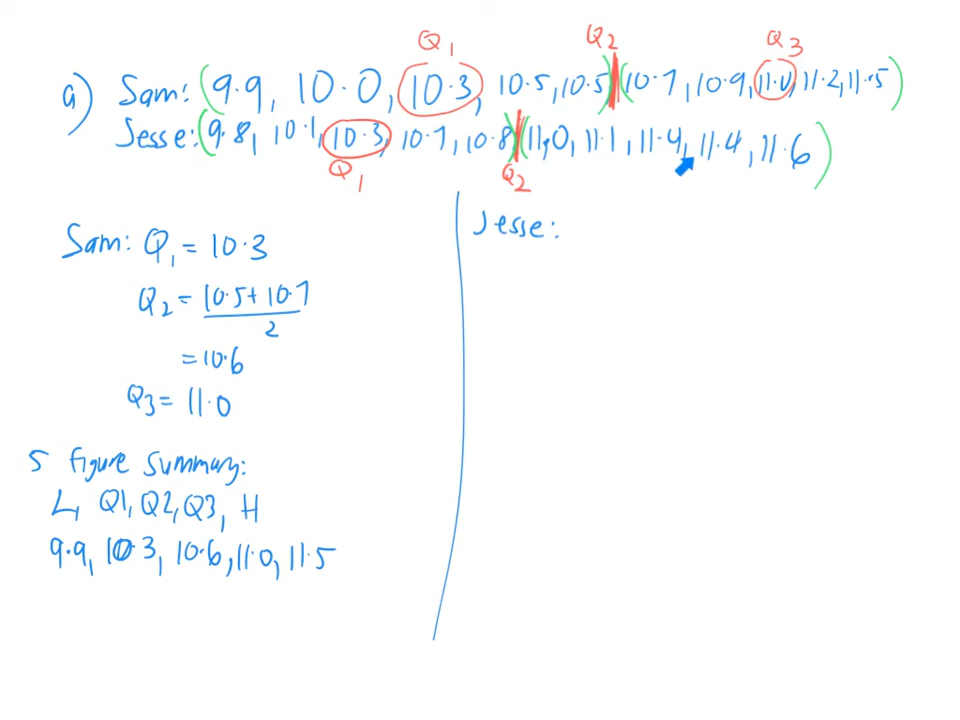 Q1 Q2 Q3
a) Sam: (9.9, 10.0, 10.3, 10.5, 10.5)|(10.7, 10.9, 11.0, 11.2, 11.5)
Jesse: (9.8, 10.1, 10.3, 10.7, 10.8)|(11.0, 11.1, 11.4, 11.4, 11.6)
Q1 Q2
Sam: Q1 = 10.3
Q2 = 10.5 + 10.7
2
= 10.6
Q3 = 11.0
5 figure summary:
L, Q1, Q2, Q3, H
9.9, 10.3, 10.6, 11.0, 11.5
Jesse: